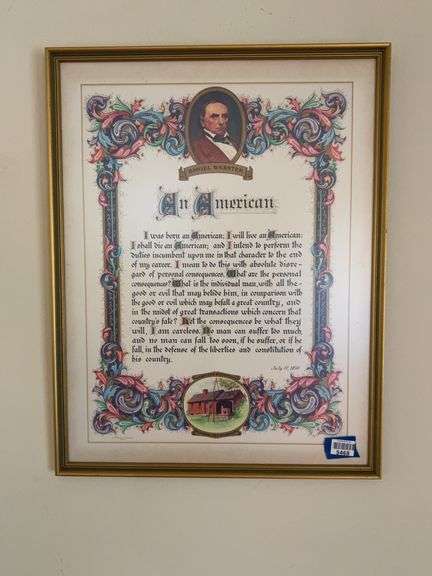 DANIEL WEBSTER
An American
I was born an American; I will live an American;
I shall die an American; and I intend to perform the
duties incumbent upon me in that character to the end
of my career. I mean to do this with absolute disre-
gard of personal consequences. What are the personal
consequences? What is the individual man, with all the
good or evil that may betide him, in comparison with
the good or evil which may befall a great country, and
in the midst of great transactions which concern that
country's fate? Let the consequences be what they
will, I am careless. No man can suffer too much,
and no man can fall too soon, if he suffer, or if he
fall, in the defense of the liberties and constitution of
his country.
July 17, 1850
5468